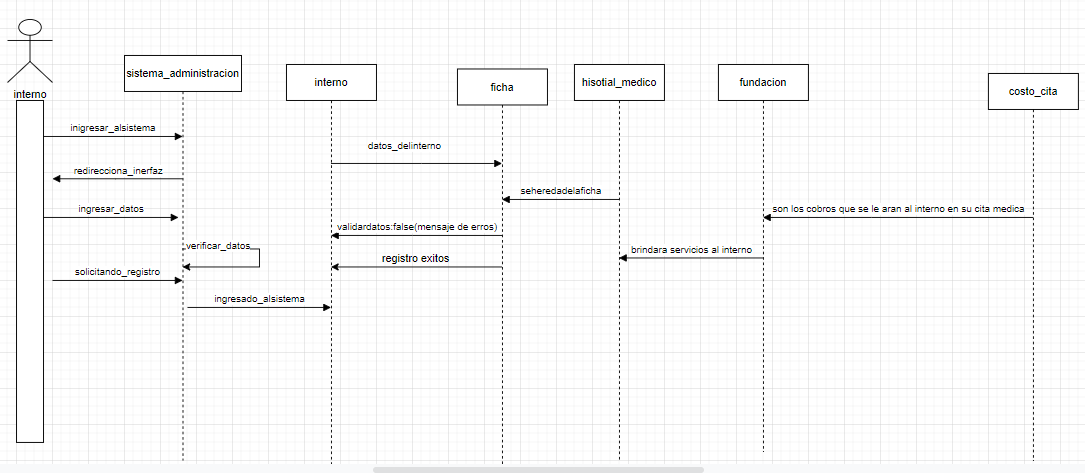 interno
sistema_administracion
interno
ficha
hisotial_medico
fundacion
costo_cita
inigresar_alsistema
datos_delinterno
redirecciona_inerfaz
seheredadelaficha
ingresar_datos
son los cobros que se le aran al interno en su cita medica
validardatos:false(mensaje de erros)
verificar_datos
brindara servicios al interno
registro exitos
solicitando_registro
ingresado_alsistema